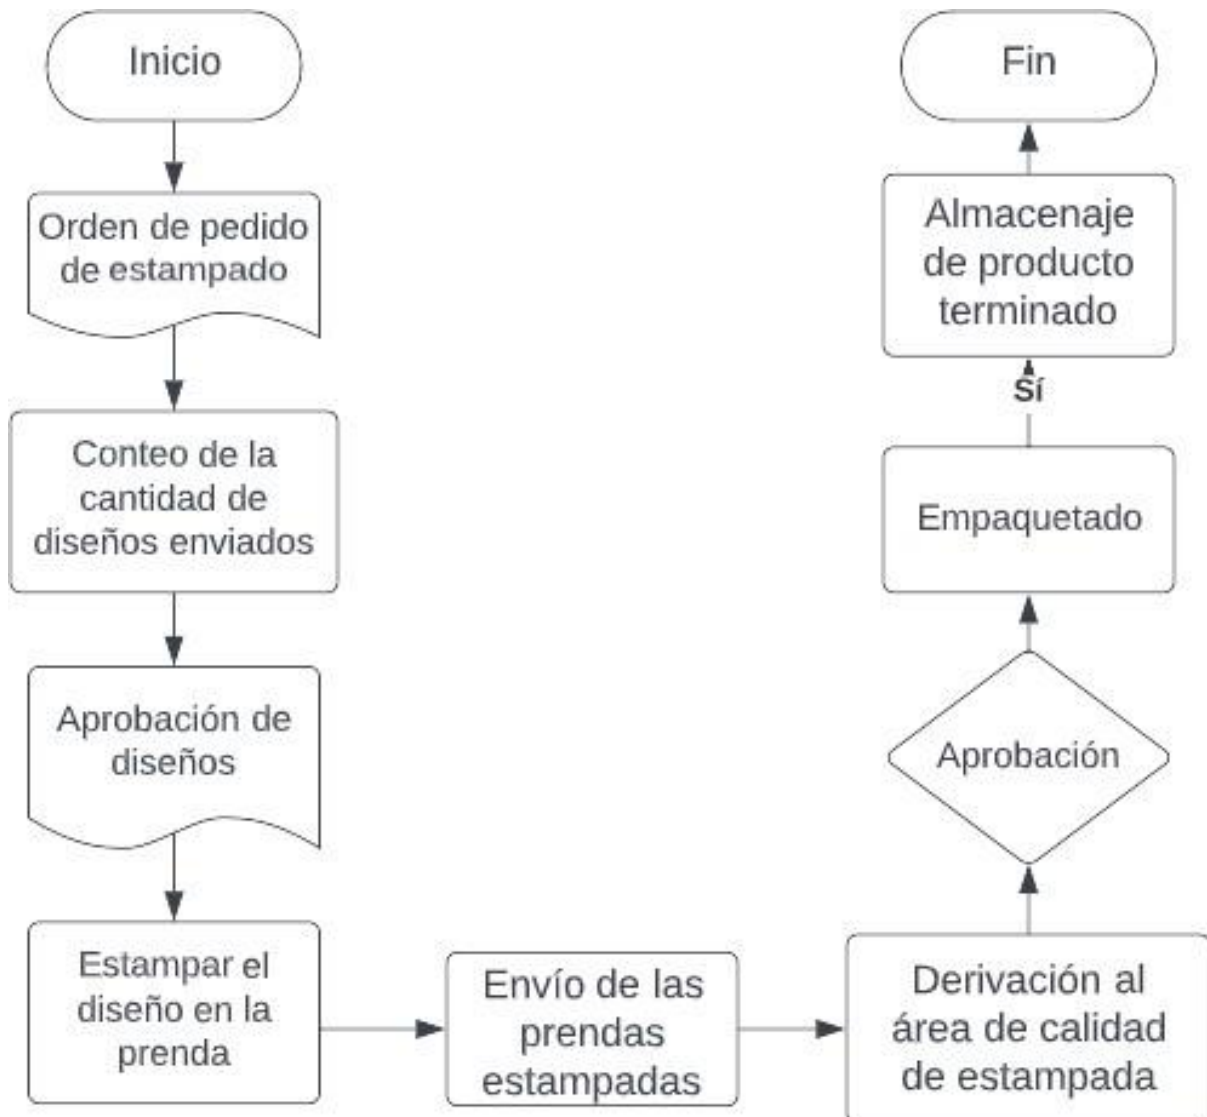 Inicio
Orden de pedido
de estampado
Conteo de la
cantidad de
diseños enviados
Aprobación de
diseños
Estampar el
diseño en la
prenda
Envío de las
prendas
estampadas
Derivación al
área de calidad
de estampada
Aprobación
Empaquetado
Sí
Almacenaje
de producto
terminado
Fin